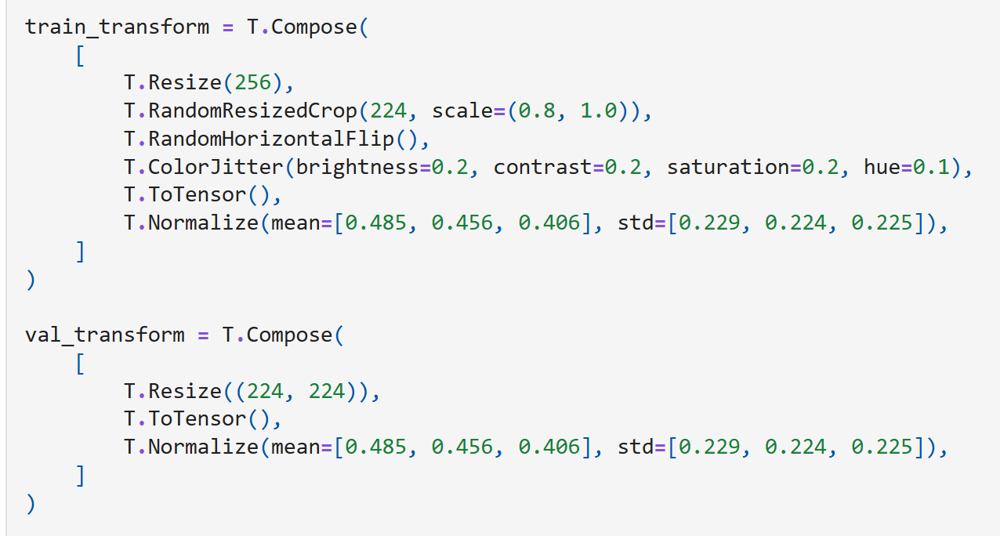 train_transform = T.Compose(
    [
        T.Resize(256),
        T.RandomResizedCrop(224, scale=(0.8, 1.0)),
        T.RandomHorizontalFlip(),
        T.ColorJitter(brightness=0.2, contrast=0.2, saturation=0.2, hue=0.1),
        T.ToTensor(),
        T.Normalize(mean=[0.485, 0.456, 0.406], std=[0.229, 0.224, 0.225]),
    ]
)

val_transform = T.Compose(
    [
        T.Resize((224, 224)),
        T.ToTensor(),
        T.Normalize(mean=[0.485, 0.456, 0.406], std=[0.229, 0.224, 0.225]),
    ]
)